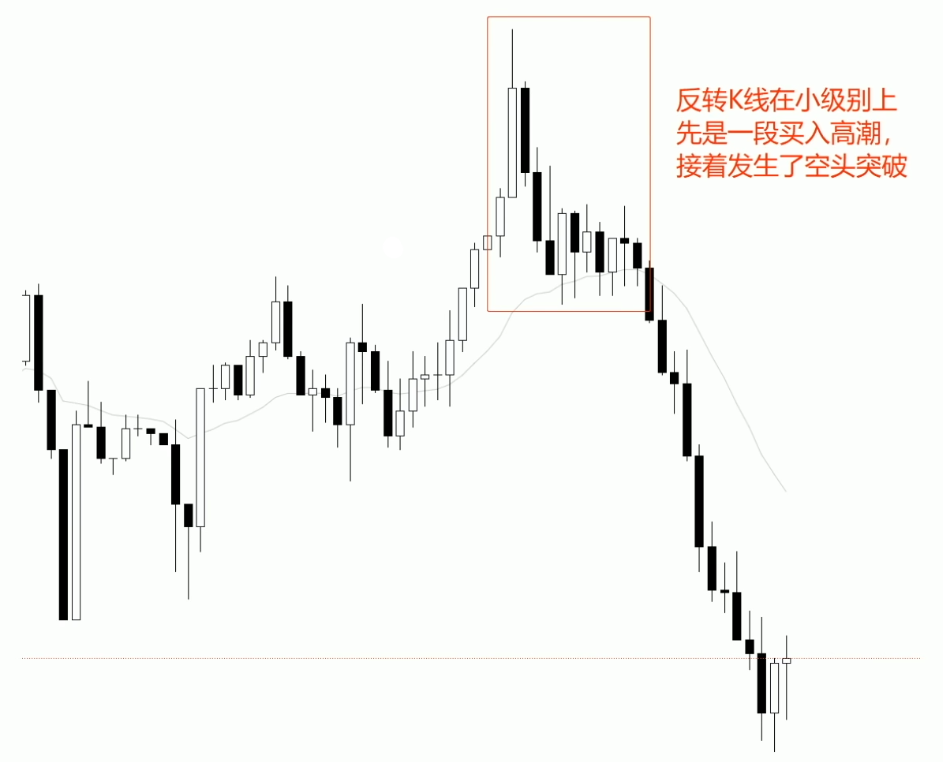 反转K线在小级别上
先是一段买入高潮，
接着发生了空头突破